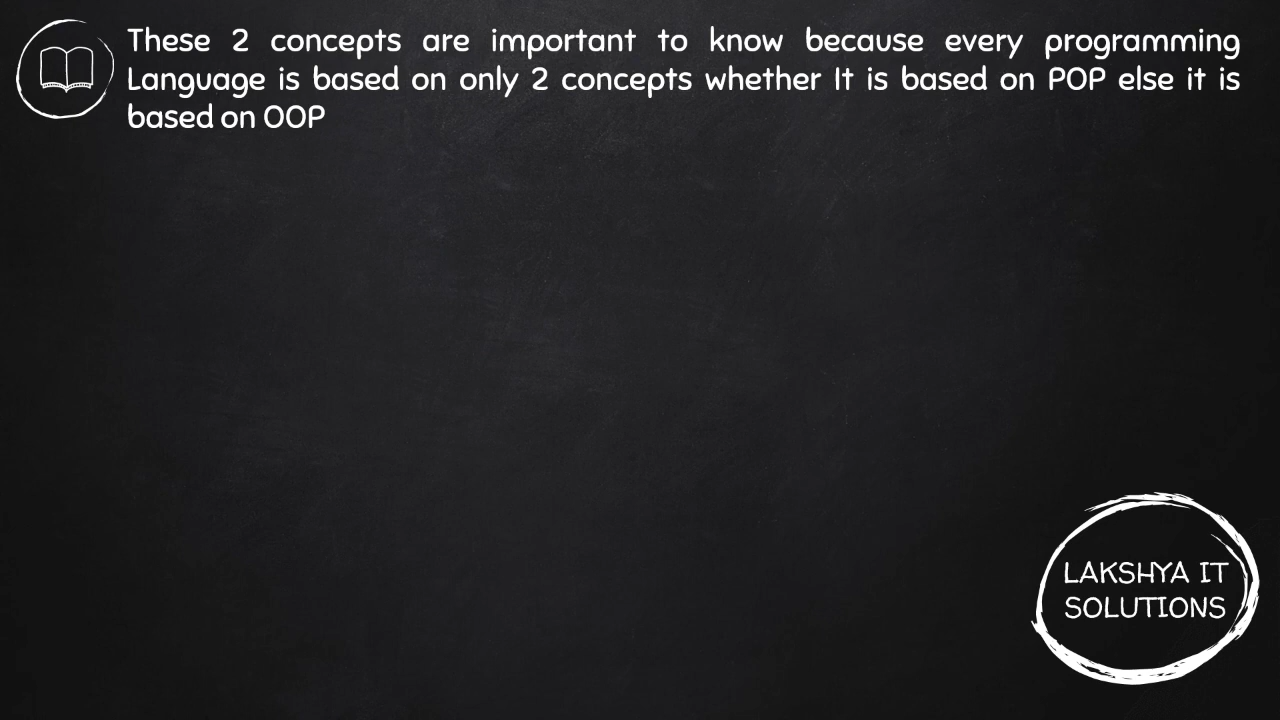 These 2 concepts are important to know because every programming
Language is based on only 2 concepts whether It is based on POP else it is
based on OOP
LAKSHYA IT
SOLUTIONS